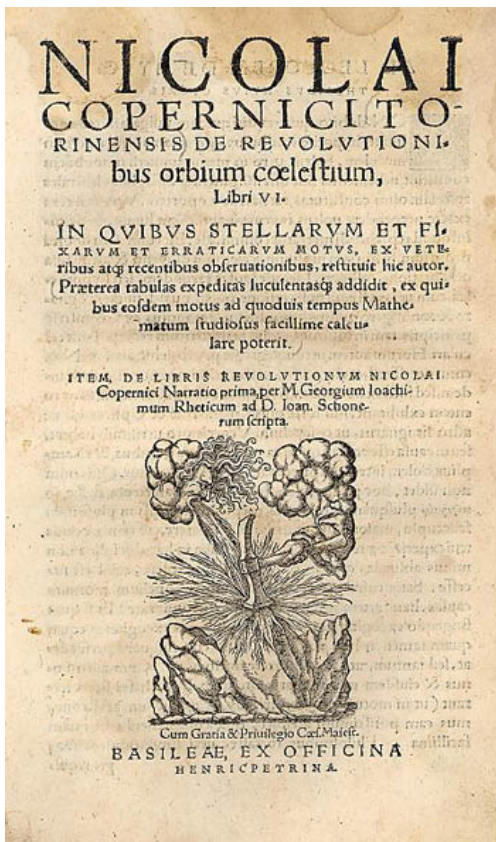 NICOLAI
COPERNICI TO-
RINENSIS DE REVOLVTIONI-
bus orbium cœlestium,
Libri VI.
IN QVIBVS STELLARVM ET FI-
XARVM ET ERRATICARVM MOTVS, EX VETE-
ribus atq; recentibus obseruationibus, restituit hic autor.
Præterea tabulas expeditas luculentasq; addidit, ex qui-
bus eosdem motus ad quoduis tempus Mathe-
matum studiosus facillime calcu-
lare poterit.
ITEM, DE LIBRIS REVOLVTIONVM NICOLAI
Copernici Narratio prima, per M. Georgium Ioachi-
mum Rheticum ad D. Ioan. Schone-
rum scripta.
Cum Gratia & Priuilegio Cæs. Maiest.
BASILEAE, EX OFFICINA
HENRICPETRINA.